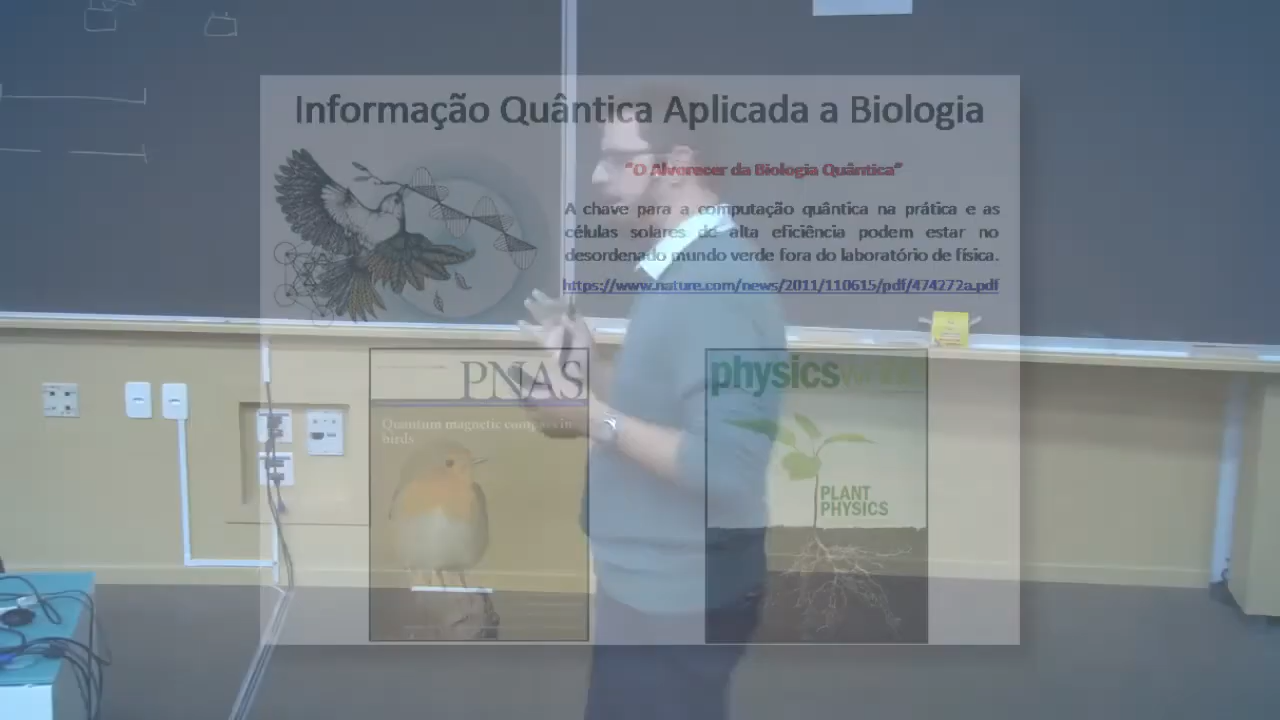 Informação Quântica Aplicada a Biologia
“O Alvorecer da Biologia Quântica”
A chave para a computação quântica na prática e as
células solares de alta eficiência podem estar no
desordenado mundo verde fora do laboratório de física.
https://www.nature.com/news/2011/110615/pdf/474272a.pdf
PNAS
Quantum magnetic compass in
birds
physicsworld
PLANT
PHYSICS